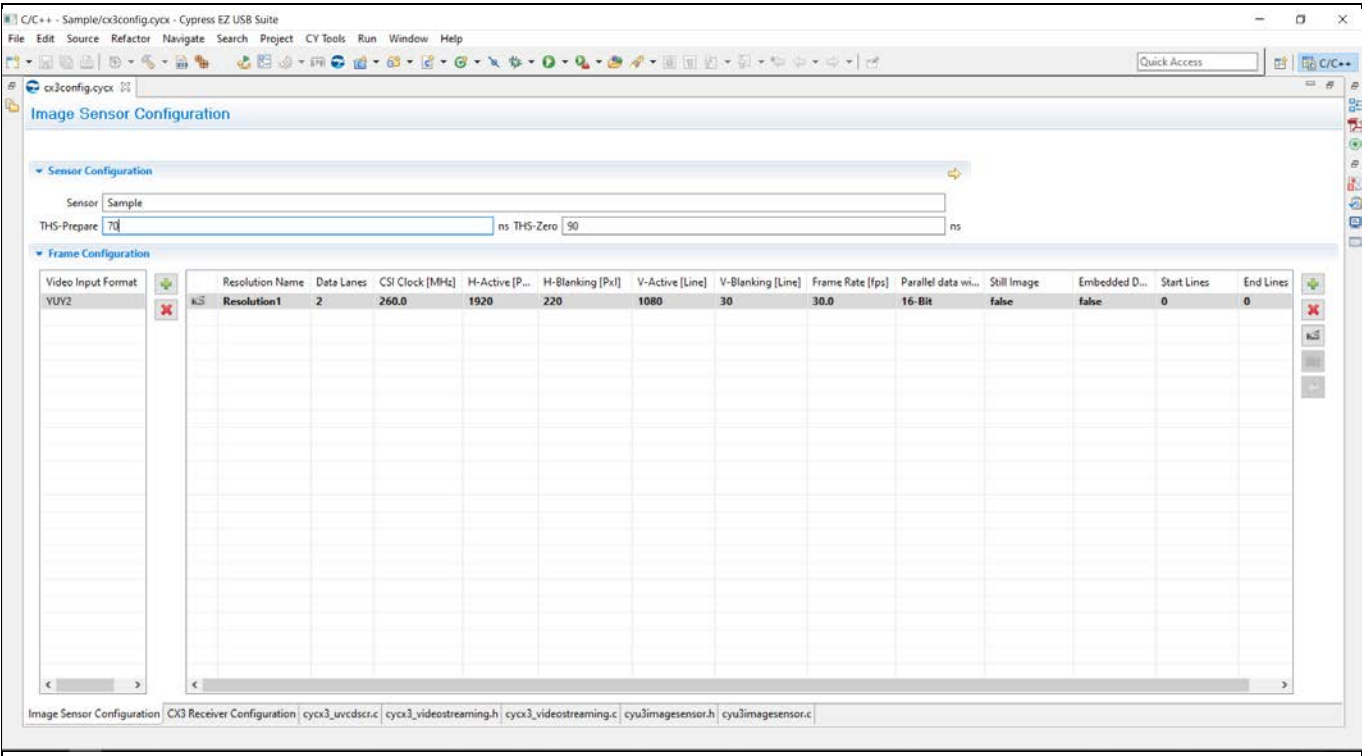 C/C++ - Sample/cx3config.cycx - Cypress EZ USB Suite
File Edit Source Refactor Navigate Search Project CY Tools Run Window Help
Quick Access
C/C++
cx3config.cycx
Image Sensor Configuration
Sensor Configuration
Sensor Sample
THS-Prepare 70 ns THS-Zero 90 ns
Frame Configuration
Video Input Format Resolution Name Data Lanes CSI Clock [MHz] H-Active [P... H-Blanking [Pxl] V-Active [Line] V-Blanking [Line] Frame Rate [fps] Parallel data wi... Still Image Embedded D... Start Lines End Lines
YUY2 Resolution1 2 260.0 1920 220 1080 30 30.0 16-Bit false false 0 0
Image Sensor Configuration CX3 Receiver Configuration cycx3_uvcdscr.c cycx3_videostreaming.h cycx3_videostreaming.c cyu3imagesensor.h cyu3imagesensor.c